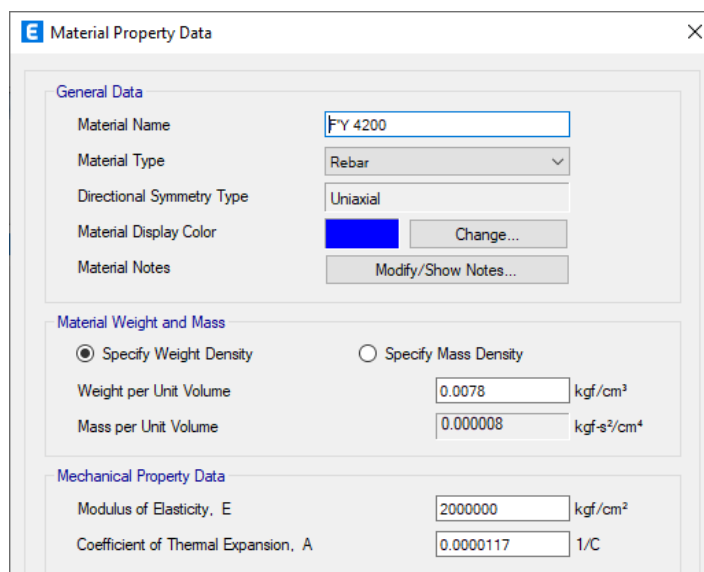 E Material Property Data
General Data
Material Name F'Y 4200
Material Type Rebar
Directional Symmetry Type Uniaxial
Material Display Color Change...
Material Notes Modify/Show Notes...
Material Weight and Mass
Specify Weight Density Specify Mass Density
Weight per Unit Volume 0.0078 kgf/cm³
Mass per Unit Volume 0.000008 kgf-s²/cm⁴
Mechanical Property Data
Modulus of Elasticity, E 2000000 kgf/cm²
Coefficient of Thermal Expansion, A 0.0000117 1/C